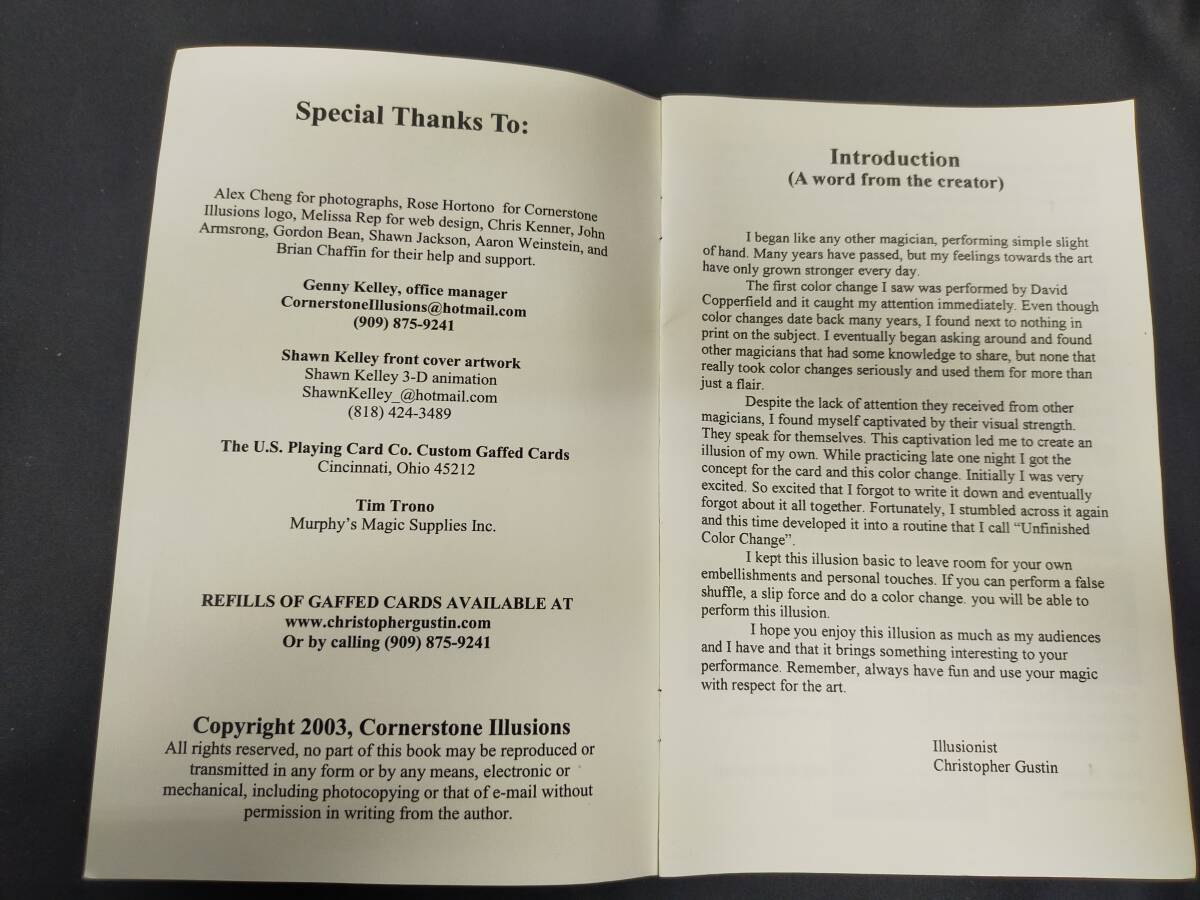 Special Thanks To:
Alex Cheng for photographs, Rose Hortono for Cornerstone
Illusions logo, Melissa Rep for web design, Chris Kenner, John
Armsrong, Gordon Bean, Shawn Jackson, Aaron Weinstein, and
Brian Chaffin for their help and support.
Genny Kelley, office manager
CornerstoneIllusions@hotmail.com
(909) 875-9241
Shawn Kelley front cover artwork
Shawn Kelley 3-D animation
ShawnKelley_@hotmail.com
(818) 424-3489
The U.S. Playing Card Co. Custom Gaffed Cards
Cincinnati, Ohio 45212
Tim Trono
Murphy's Magic Supplies Inc.
REFILLS OF GAFFED CARDS AVAILABLE AT
www.christophergustin.com
Or by calling (909) 875-9241
Copyright 2003, Cornerstone Illusions
All rights reserved, no part of this book may be reproduced or
transmitted in any form or by any means, electronic or
mechanical, including photocopying or that of e-mail without
permission in writing from the author.
Introduction
(A word from the creator)
I began like any other magician, performing simple slight
of hand. Many years have passed, but my feelings towards the art
have only grown stronger every day.
The first color change I saw was performed by David
Copperfield and it caught my attention immediately. Even though
color changes date back many years, I found next to nothing in
print on the subject. I eventually began asking around and found
other magicians that had some knowledge to share, but none that
really took color changes seriously and used them for more than
just a flair.
Despite the lack of attention they received from other
magicians, I found myself captivated by their visual strength.
They speak for themselves. This captivation led me to create an
illusion of my own. While practicing late one night I got the
concept for the card and this color change. Initially I was very
excited. So excited that I forgot to write it down and eventually
forgot about it all together. Fortunately, I stumbled across it again
and this time developed it into a routine that I call “Unfinished
Color Change”.
I kept this illusion basic to leave room for your own
embellishments and personal touches. If you can perform a false
shuffle, a slip force and do a color change. you will be able to
perform this illusion.
I hope you enjoy this illusion as much as my audiences
and I have and that it brings something interesting to your
performance. Remember, always have fun and use your magic
with respect for the art.
Illusionist
Christopher Gustin